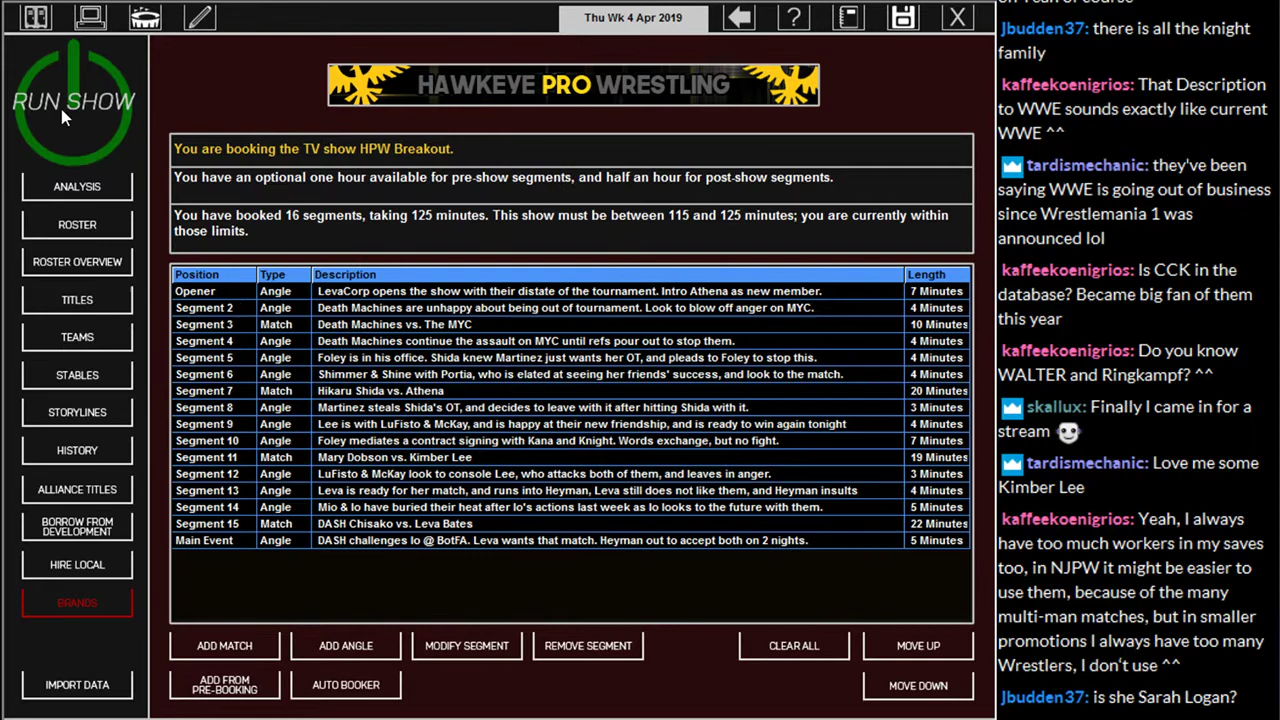 Thu Wk 4 Apr 2019
RUN SHOW
ANALYSIS
ROSTER
ROSTER OVERVIEW
TITLES
TEAMS
STABLES
STORYLINES
HISTORY
ALLIANCE TITLES
BORROW FROM
DEVELOPMENT
HIRE LOCAL
BRANDS
IMPORT DATA
HAWKEYE PRO WRESTLING
You are booking the TV show HPW Breakout.
You have an optional one hour available for pre-show segments, and half an hour for post-show segments.
You have booked 16 segments, taking 125 minutes. This show must be between 115 and 125 minutes; you are currently within
those limits.
Position Type Description Length
Opener Angle LevaCorp opens the show with their distate of the tournament. Intro Athena as new member. 7 Minutes
Segment 2 Angle Death Machines are unhappy about being out of tournament. Look to blow off anger on MYC. 4 Minutes
Segment 3 Match Death Machines vs. The MYC 10 Minutes
Segment 4 Angle Death Machines continue the assault on MYC until refs pour out to stop them. 4 Minutes
Segment 5 Angle Foley is in his office. Shida knew Martinez just wants her OT, and pleads to Foley to stop this. 4 Minutes
Segment 6 Angle Shimmer & Shine with Portia, who is elated at seeing her friends' success, and look to the match. 4 Minutes
Segment 7 Match Hikaru Shida vs. Athena 20 Minutes
Segment 8 Angle Martinez steals Shida's OT, and decides to leave with it after hitting Shida with it. 3 Minutes
Segment 9 Angle Lee is with LuFisto & McKay, and is happy at their new friendship, and is ready to win again tonight 4 Minutes
Segment 10 Angle Foley mediates a contract signing with Kana and Knight. Words exchange, but no fight. 7 Minutes
Segment 11 Match Mary Dobson vs. Kimber Lee 19 Minutes
Segment 12 Angle LuFisto & McKay look to console Lee, who attacks both of them, and leaves in anger. 3 Minutes
Segment 13 Angle Leva is ready for her match, and runs into Heyman, Leva still does not like them, and Heyman insults 4 Minutes
Segment 14 Angle Mio & Io have buried their heat after Io's actions last week as Io looks to the future with them. 5 Minutes
Segment 15 Match DASH Chisako vs. Leva Bates 22 Minutes
Main Event Angle DASH challenges Io @ BotFA. Leva wants that match. Heyman out to accept both on 2 nights. 5 Minutes
ADD MATCH
ADD ANGLE
MODIFY SEGMENT
REMOVE SEGMENT
CLEAR ALL
MOVE UP
ADD FROM
PRE-BOOKING
AUTO BOOKER
MOVE DOWN
Jbudden37: there is all the knight
family
kaffeekoenigrios: That Description
to WWE sounds exactly like current
WWE ^^
tardismechanic: they've been
saying WWE is going out of business
since Wrestlemania 1 was
announced lol
kaffeekoenigrios: Is CCK in the
database? Became big fan of them
this year
kaffeekoenigrios: Do you know
WALTER and Ringkampf? ^^
skallux: Finally I came in for a
stream
tardismechanic: Love me some
Kimber Lee
kaffeekoenigrios: Yeah, I always
have too much workers in my saves
too, in NJPW it might be easier to
use them, because of the many
multi-man matches, but in smaller
promotions I always have too many
Wrestlers, I don't use ^^
Jbudden37: is she Sarah Logan?